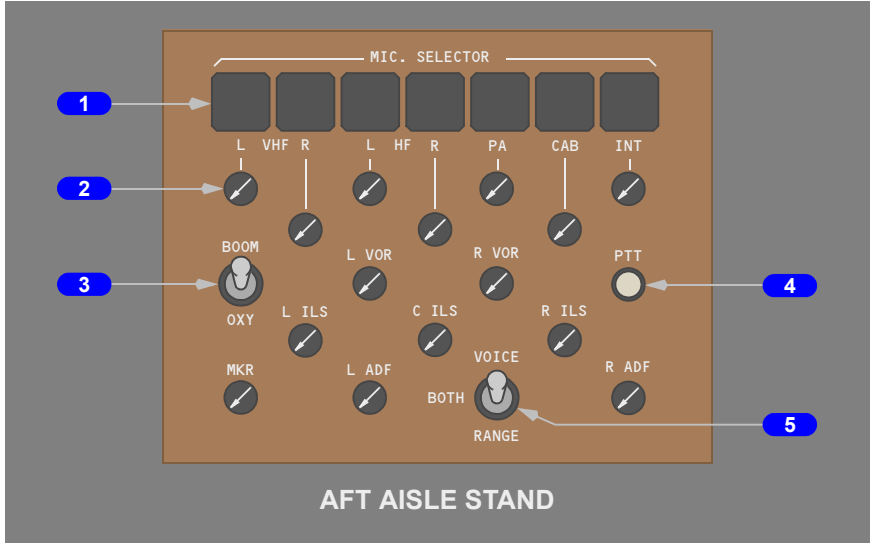 MIC. SELECTOR
1
L VHF R L HF R PA CAB INT
2
BOOM
L VOR R VOR PTT
3
4
OXY
L ILS C ILS R ILS
VOICE
MKR L ADF R ADF
BOTH
5
RANGE
AFT AISLE STAND